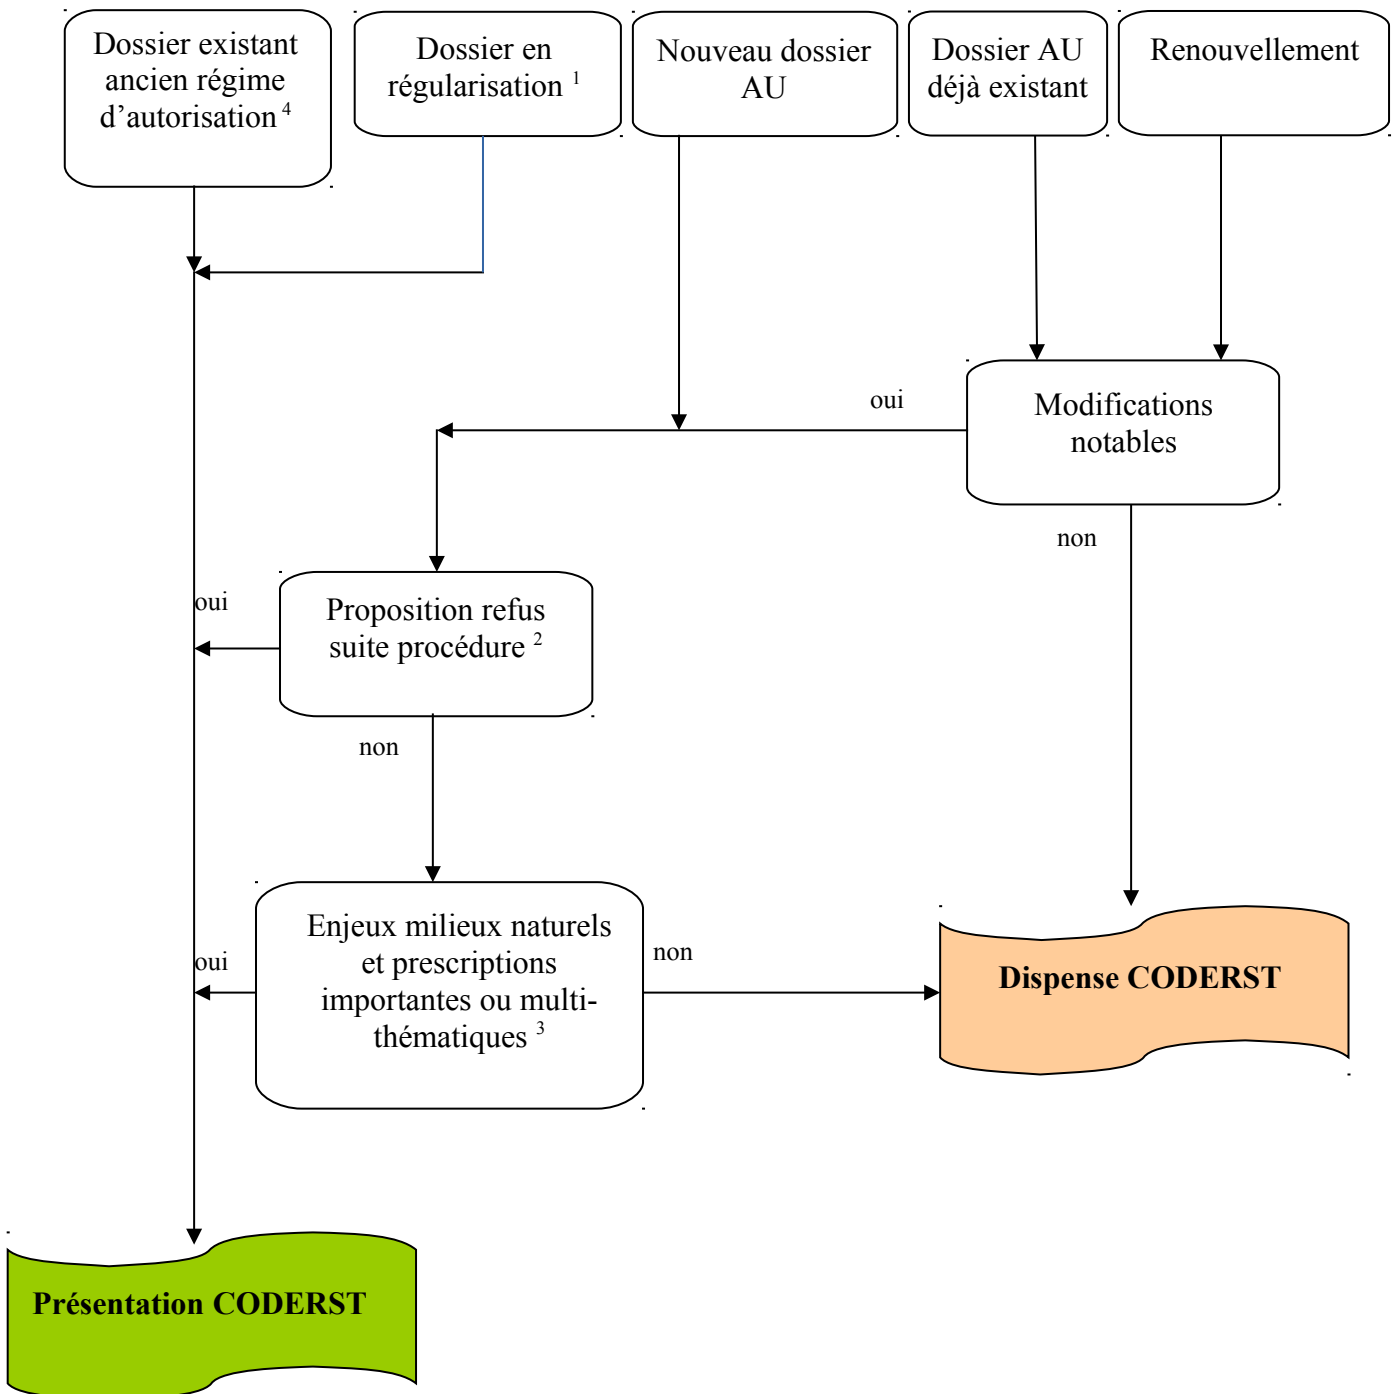 Dossier existant
ancien régime
d’autorisation 4
Dossier en
régularisation 1
Nouveau dossier
AU
Dossier AU
déjà existant
Renouvellement
oui
Modifications
notables
non
oui
Proposition refus
suite procédure 2
non
Enjeux milieux naturels
et prescriptions
importantes ou multi-
thématiques 3
oui
non
Dispense CODERST
Présentation CODERST